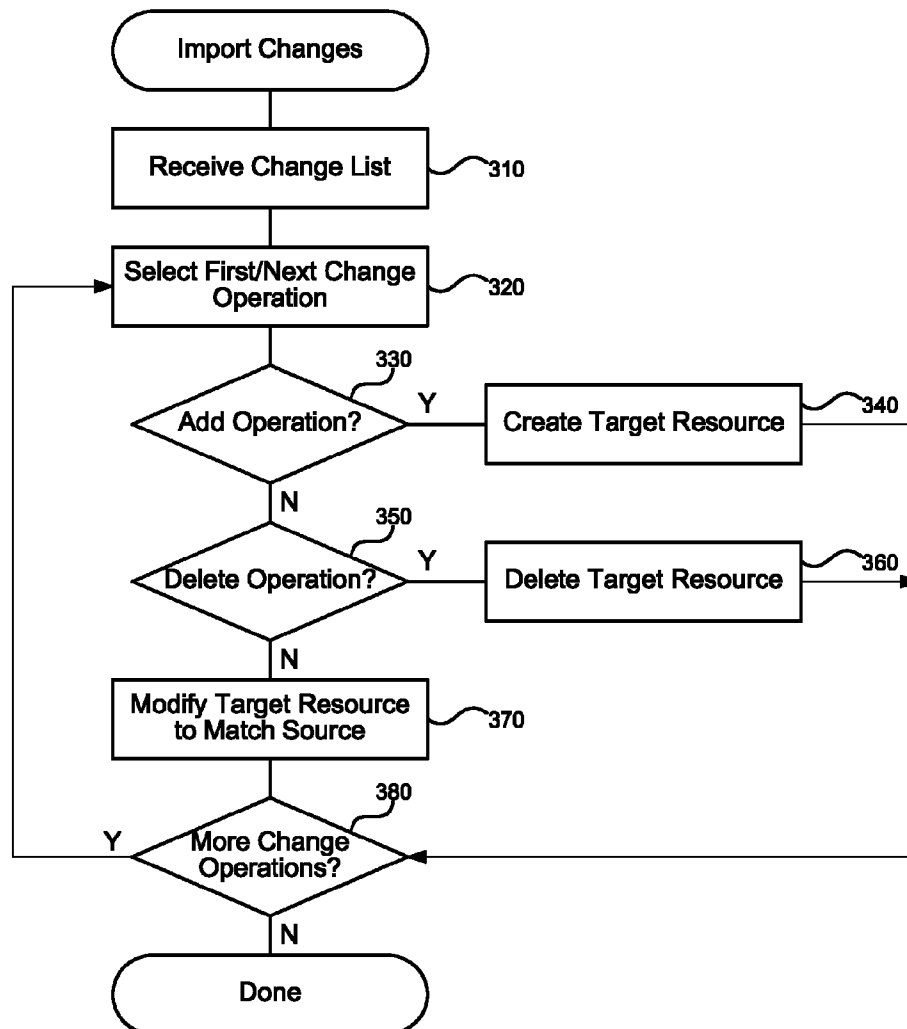 Import Changes
Receive Change List
310
Select First/Next Change
Operation
320
330
Add Operation?
Y
Create Target Resource
340
N
350
Delete Operation?
Y
Delete Target Resource
360
N
Modify Target Resource
to Match Source
370
380
More Change
Operations?
Y
N
Done